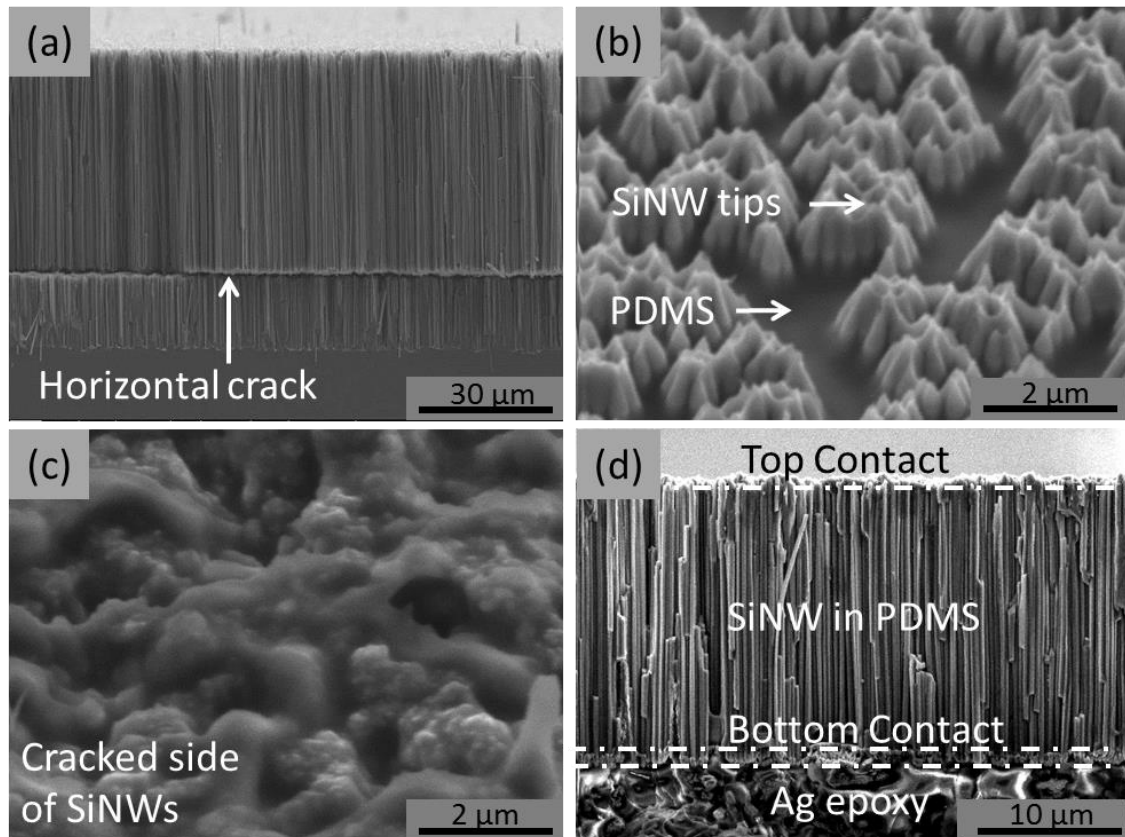 (a)
Horizontal crack
30 µm
(b)
SiNW tips
PDMS
2 µm
(c)
Cracked side
of SiNWs
2 µm
(d)
Top Contact
SiNW in PDMS
Bottom Contact
Ag epoxy
10 µm